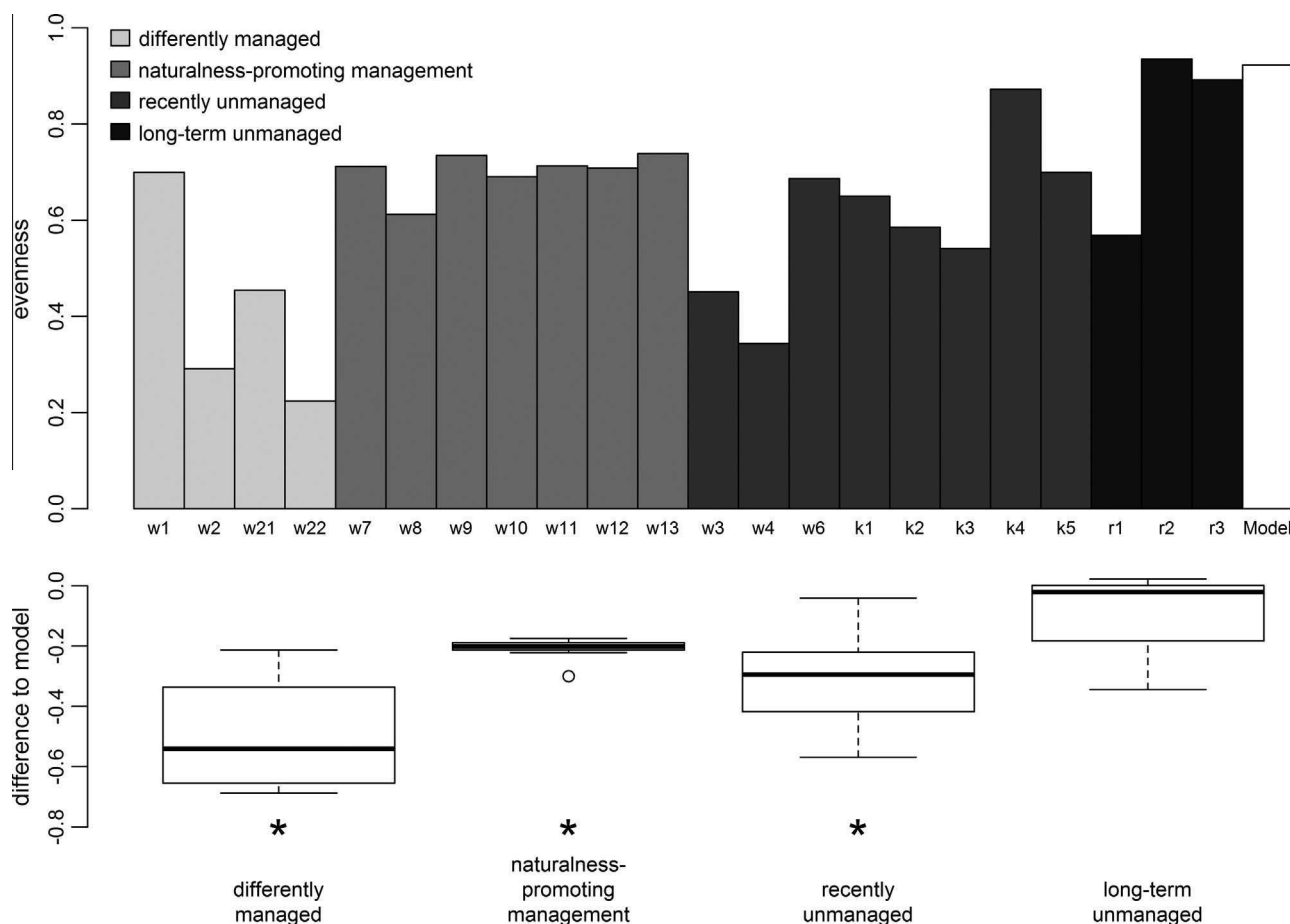 differently managed
naturalness-promoting management
recently unmanaged
long-term unmanaged
evenness
1.0
0.8
0.6
0.4
0.2
0.0
w1 w2 w21 w22 w7 w8 w9 w10 w11 w12 w13 w3 w4 w6 k1 k2 k3 k4 k5 r1 r2 r3 Model
difference to model
0.0
-0.2
-0.4
-0.6
-0.8
* * *
differently
managed
naturalness-
promoting
management
recently
unmanaged
long-term
unmanaged